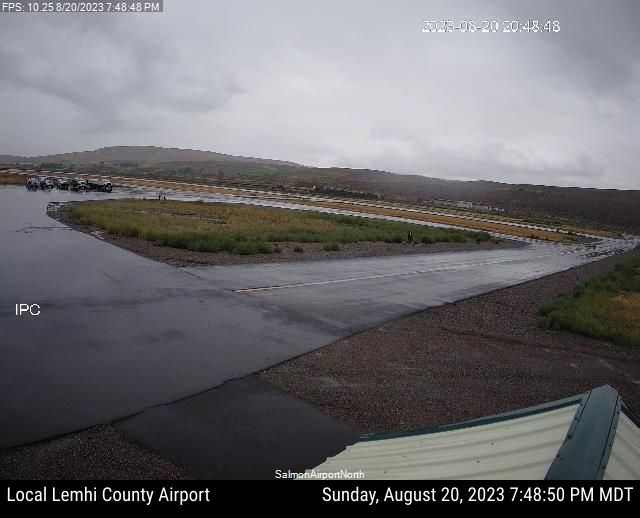 FPS: 10.25 8/20/2023 7:48:48 PM
2023-08-20 20:48:48
IPC
SalmonAirportNorth
Local Lemhi County Airport
Sunday, August 20, 2023 7:48:50 PM MDT